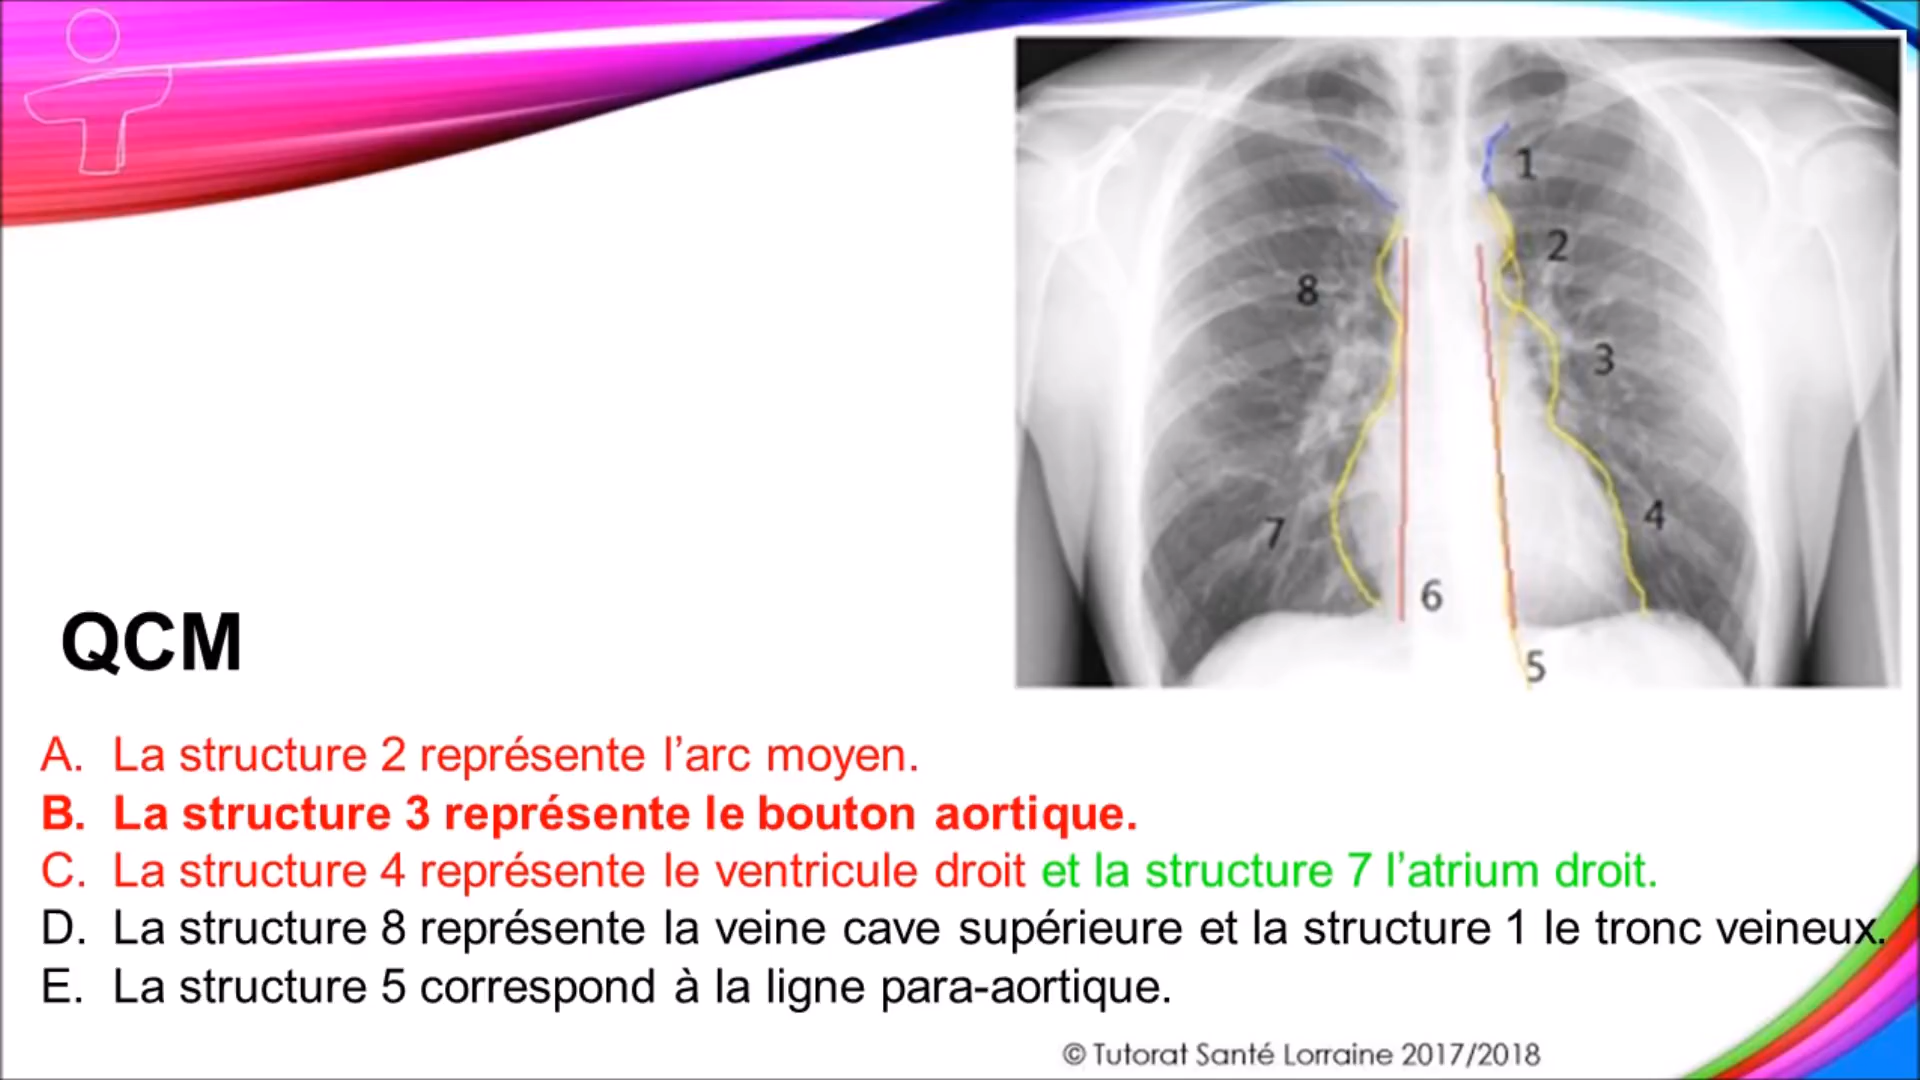 1
2
8
3
4
7
6
5
QCM
A. La structure 2 représente l’arc moyen.
B. La structure 3 représente le bouton aortique.
C. La structure 4 représente le ventricule droit et la structure 7 l’atrium droit.
D. La structure 8 représente la veine cave supérieure et la structure 1 le tronc veineux.
E. La structure 5 correspond à la ligne para-aortique.
© Tutorat Santé Lorraine 2017/2018